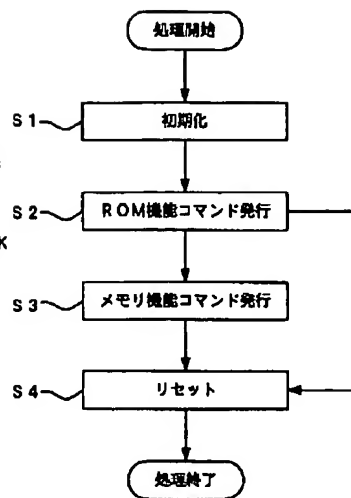 処理開始
S1 初期化
S2 ROM機能コマンド発行
K
S3 メモリ機能コマンド発行
S4 リセット
処理終了